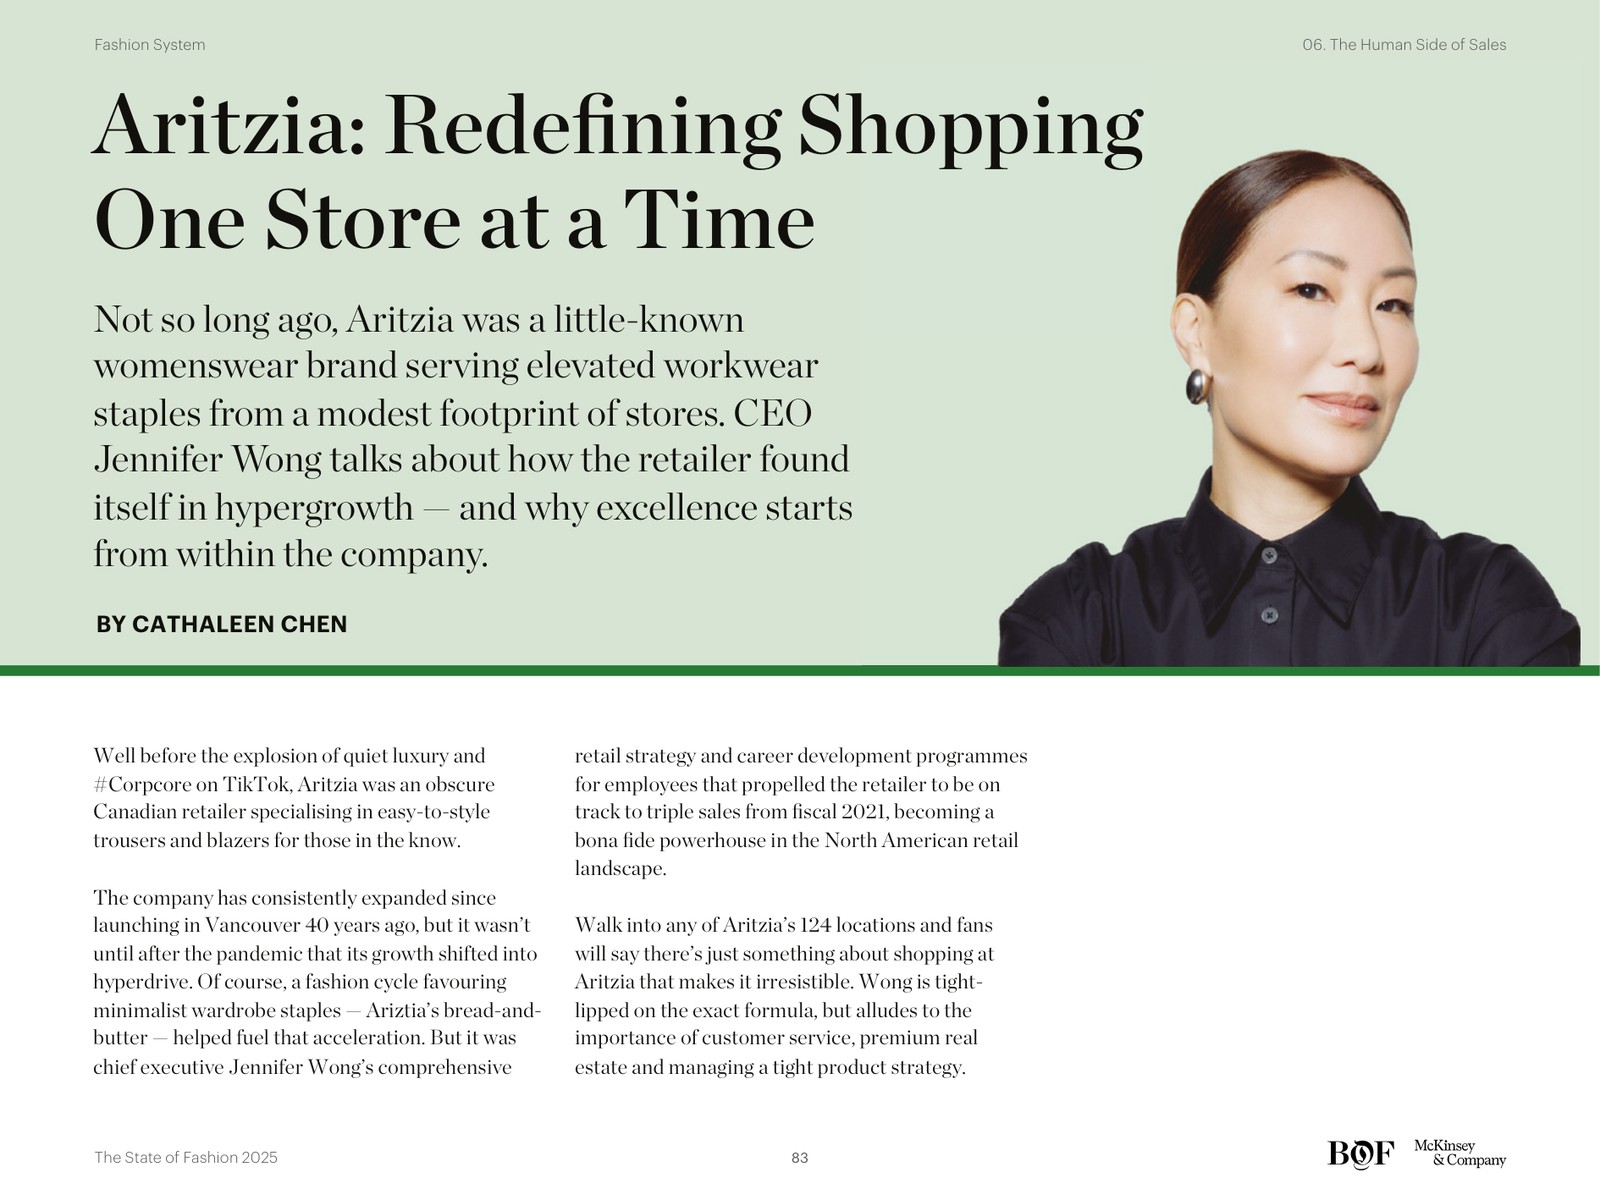 Fashion System
06. The Human Side of Sales
Aritzia: Redefining Shopping
One Store at a Time
Not so long ago, Aritzia was a little-known
womenswear brand serving elevated workwear
staples from a modest footprint of stores. CEO
Jennifer Wong talks about how the retailer found
itself in hypergrowth — and why excellence starts
from within the company.
BY CATHALEEN CHEN
Well before the explosion of quiet luxury and
#Corpcore on TikTok, Aritzia was an obscure
Canadian retailer specialising in easy-to-style
trousers and blazers for those in the know.
The company has consistently expanded since
launching in Vancouver 40 years ago, but it wasn’t
until after the pandemic that its growth shifted into
hyperdrive. Of course, a fashion cycle favouring
minimalist wardrobe staples — Ariztia’s bread-and-
butter — helped fuel that acceleration. But it was
chief executive Jennifer Wong’s comprehensive
retail strategy and career development programmes
for employees that propelled the retailer to be on
track to triple sales from fiscal 2021, becoming a
bona fide powerhouse in the North American retail
landscape.
Walk into any of Aritzia’s 124 locations and fans
will say there’s just something about shopping at
Aritzia that makes it irresistible. Wong is tight-
lipped on the exact formula, but alludes to the
importance of customer service, premium real
estate and managing a tight product strategy.
The State of Fashion 2025
83
BOF
McKinsey
& Company